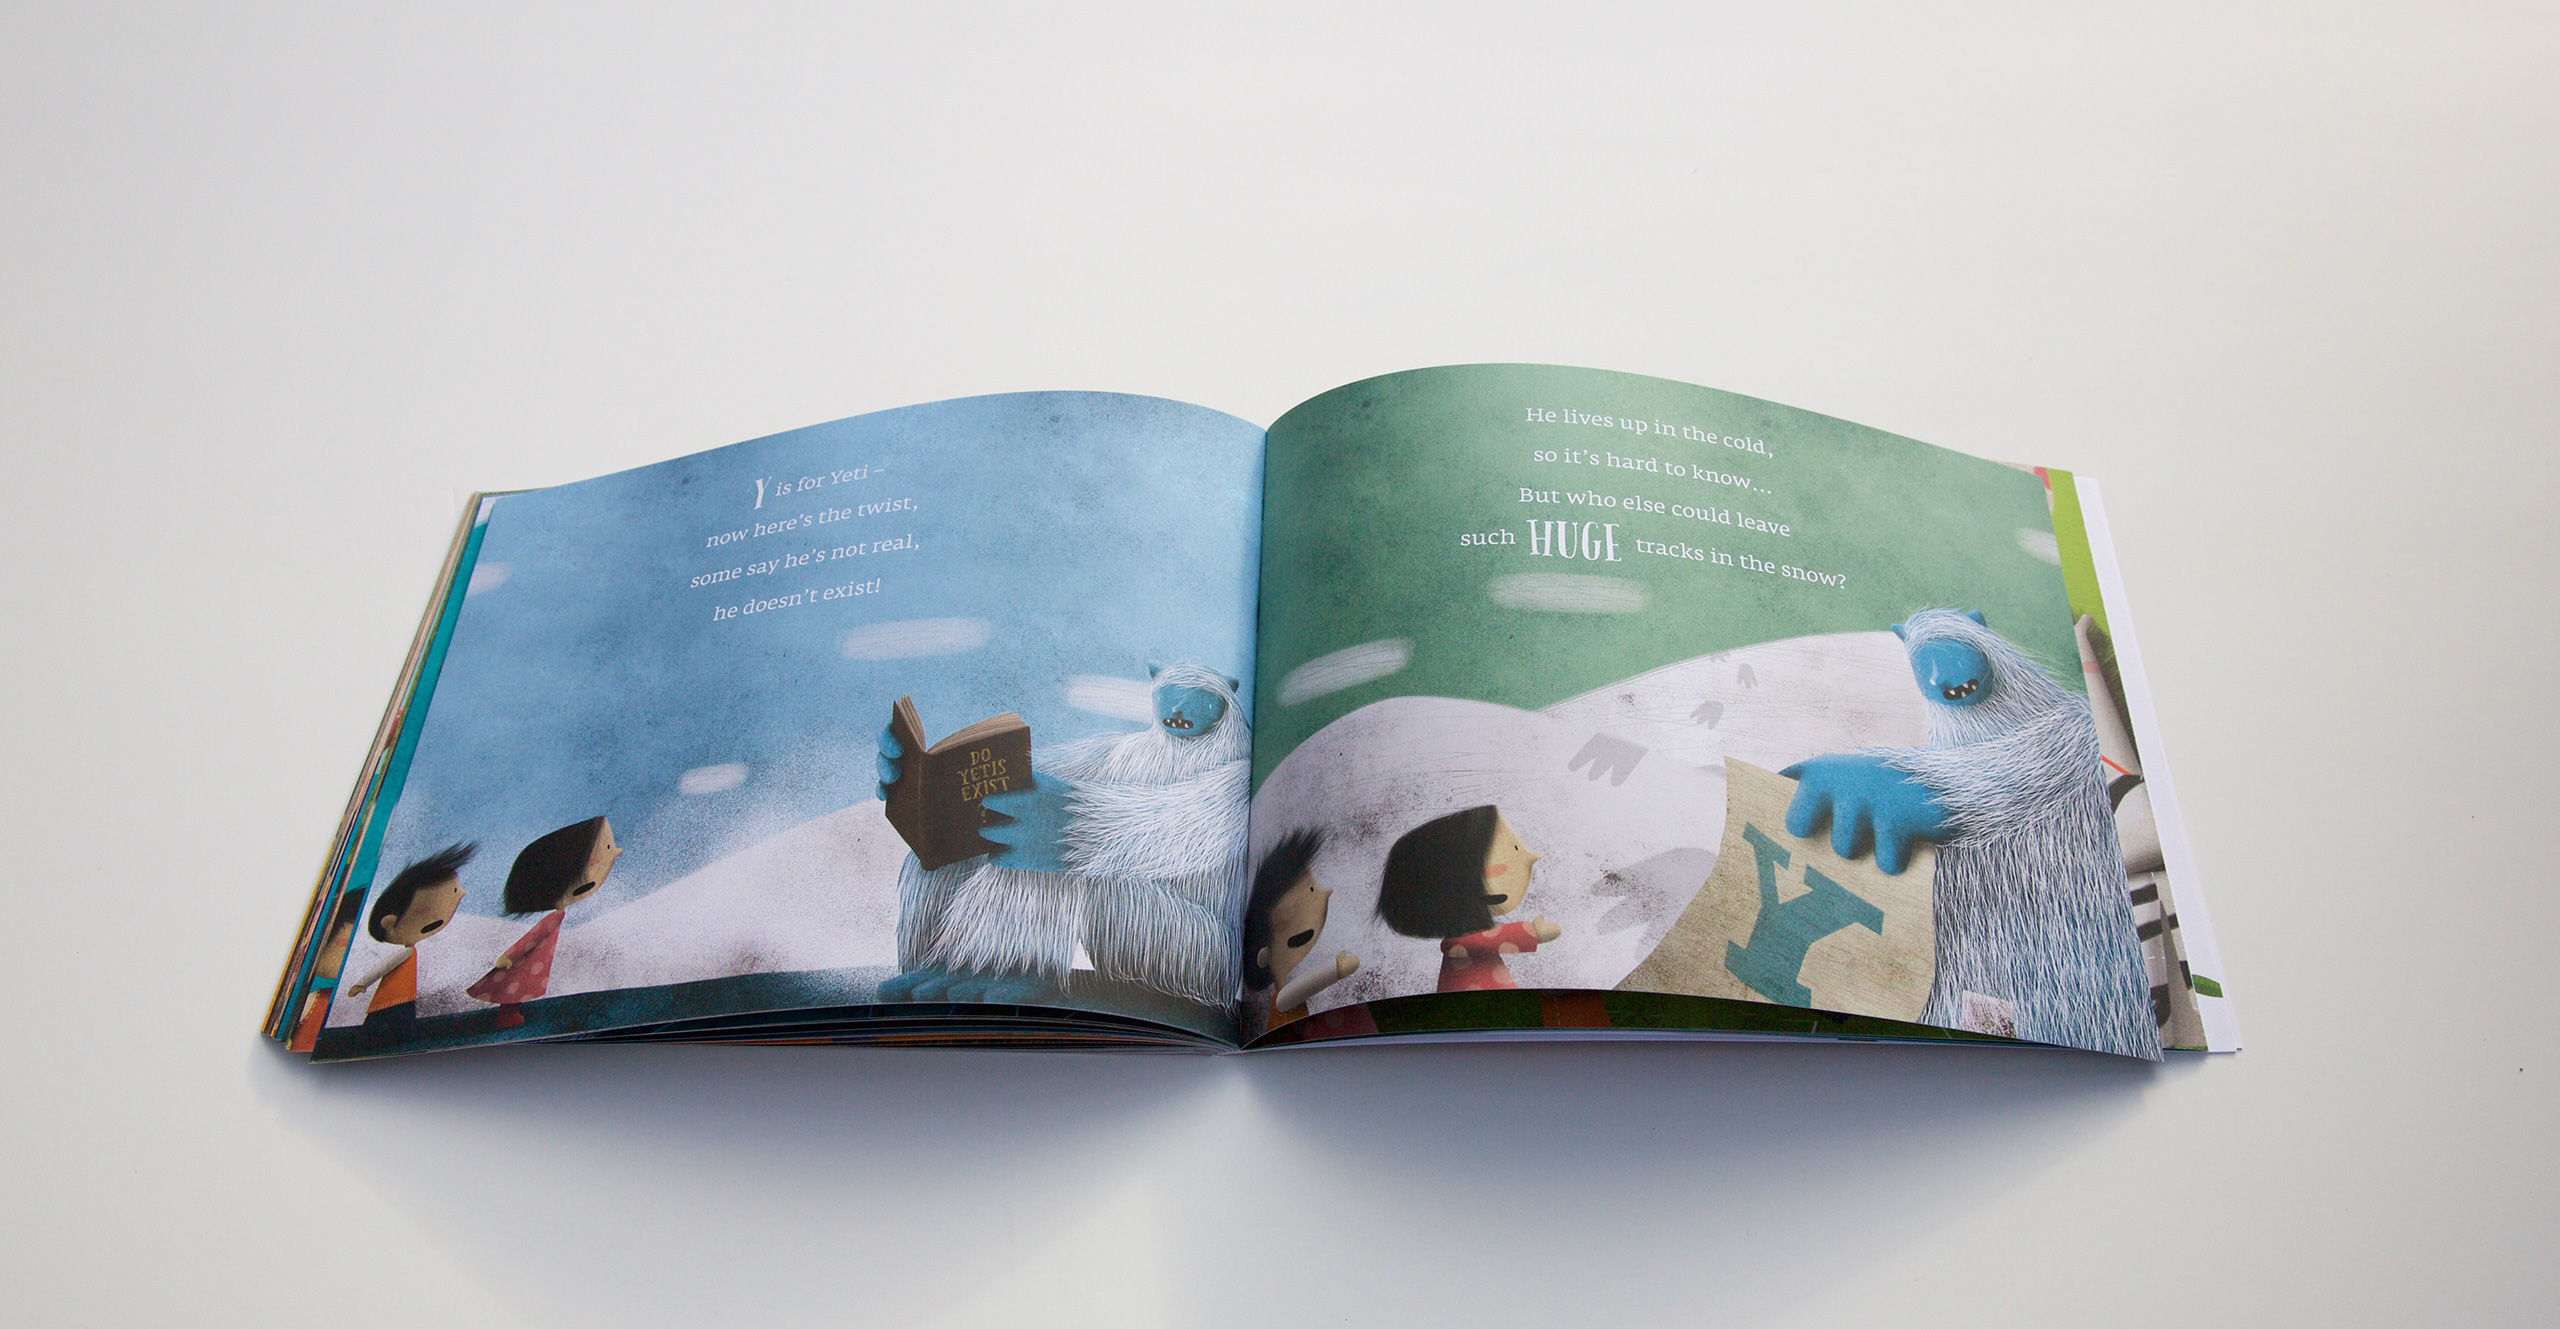 Y is for Yeti –
now here's the twist,
some say he's not real,
he doesn't exist!
DO
YETIS
EXIST
?
He lives up in the cold,
so it's hard to know...
But who else could leave
such HUGE tracks in the snow?
Y